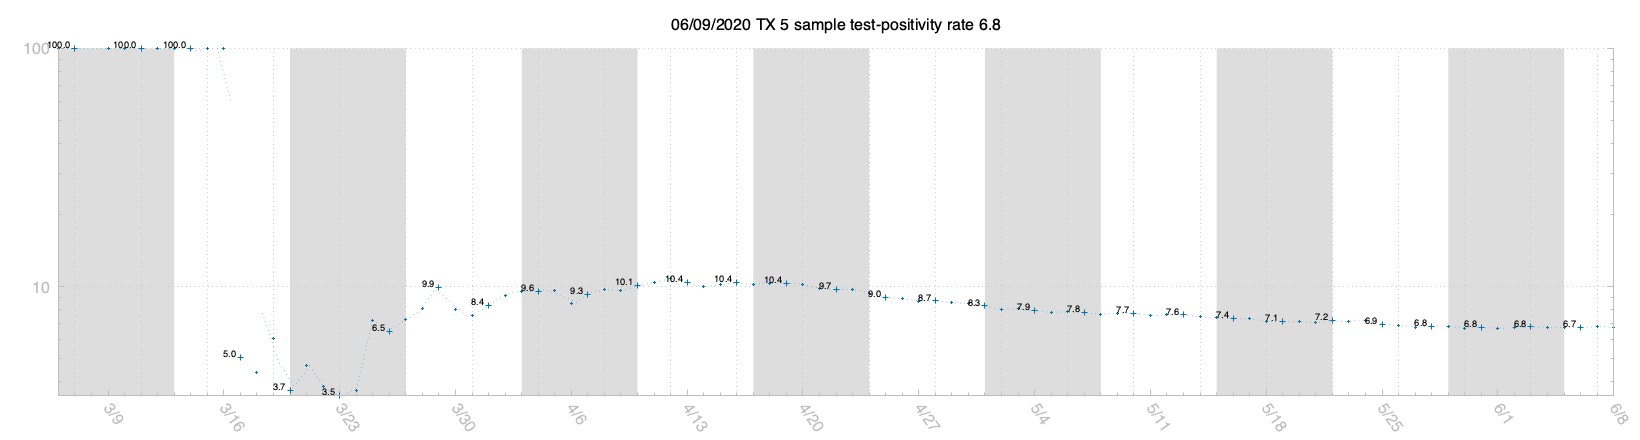 06/09/2020 TX 5 sample test-positivity rate 6.8
100
100.0 100.0 100.0
10
5.0 3.7 3.5 6.5 9.9 8.4 9.6 9.3 10.1 10.4 10.4 10.4 9.7 9.0 8.7 8.3 7.9 7.8 7.7 7.6 7.4 7.1 7.2 6.9 6.8 6.8 6.8 6.7
3/9 3/16 3/23 3/30 4/6 4/13 4/20 4/27 5/4 5/11 5/18 5/25 6/1 6/8